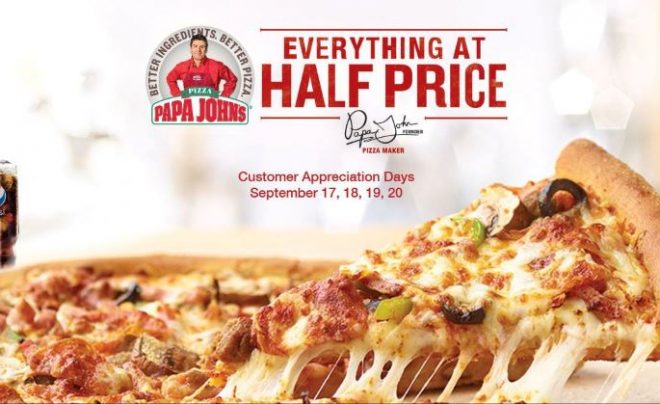 BETTER INGREDIENTS. BETTER PIZZA.
PIZZA
PAPA JOHNS
EVERYTHING AT
HALF PRICE
Papa John
FOUNDER
PIZZA MAKER
Customer Appreciation Days
September 17, 18, 19, 20